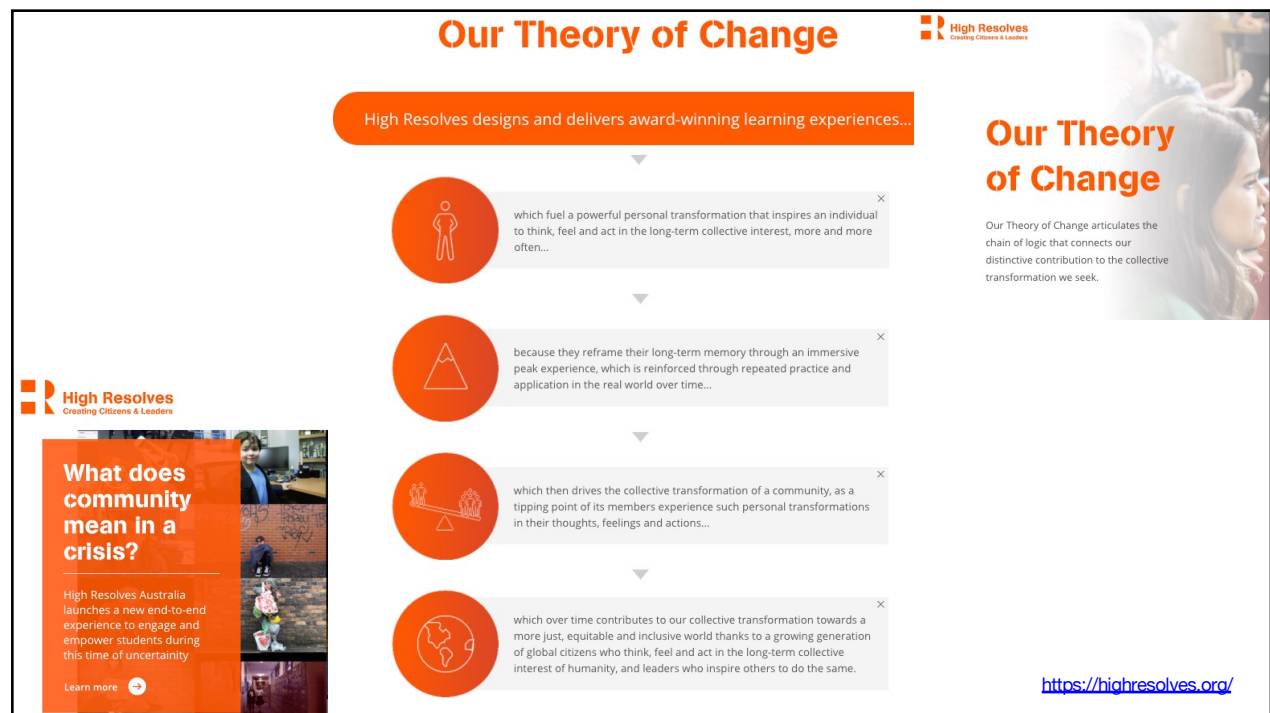 Our Theory of Change
High Resolves designs and delivers award-winning learning experiences...
which fuel a powerful personal transformation that inspires an individual
to think, feel and act in the long-term collective interest, more and more
often...
because they reframe their long-term memory through an immersive
peak experience, which is reinforced through repeated practice and
application in the real world over time...
which then drives the collective transformation of a community, as a
tipping point of its members experience such personal transformations
in their thoughts, feelings and actions...
which over time contributes to our collective transformation towards a
more just, equitable and inclusive world thanks to a growing generation
of global citizens who think, feel and act in the long-term collective
interest of humanity, and leaders who inspire others to do the same.
High Resolves
Creating Citizens & Leaders
What does
community
mean in a
crisis?
High Resolves Australia
launches a new end-to-end
experience to engage and
empower students during
this time of uncertainity
Learn more
High Resolves
Creating Citizens & Leaders
Our Theory
of Change
Our Theory of Change articulates the
chain of logic that connects our
distinctive contribution to the collective
transformation we seek.
https://highresolves.org/